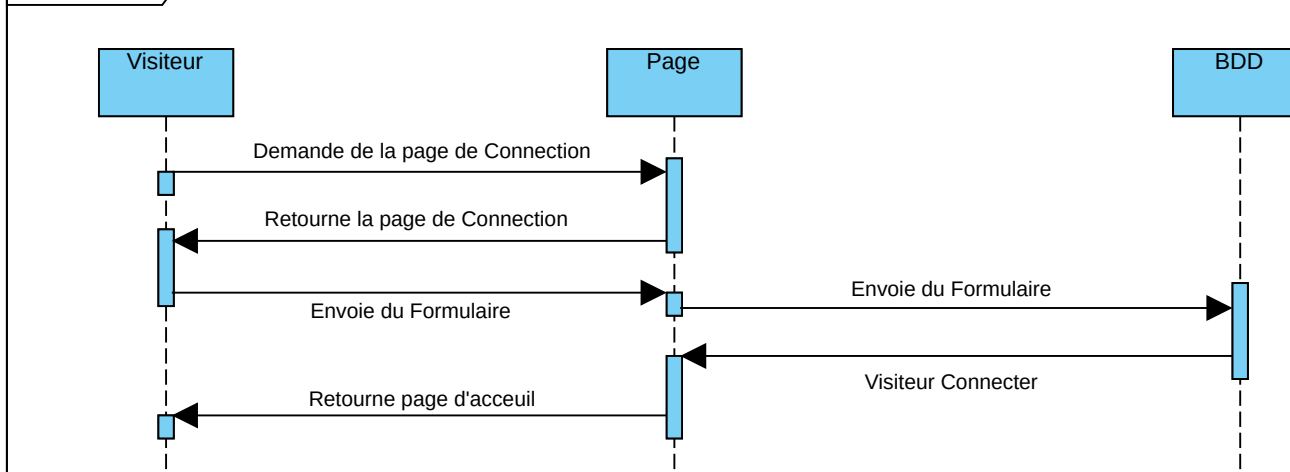 Visiteur
Page
BDD
Demande de la page de Connection
Retourne la page de Connection
Envoie du Formulaire
Envoie du Formulaire
Visiteur Connecter
Retourne page d'acceuil